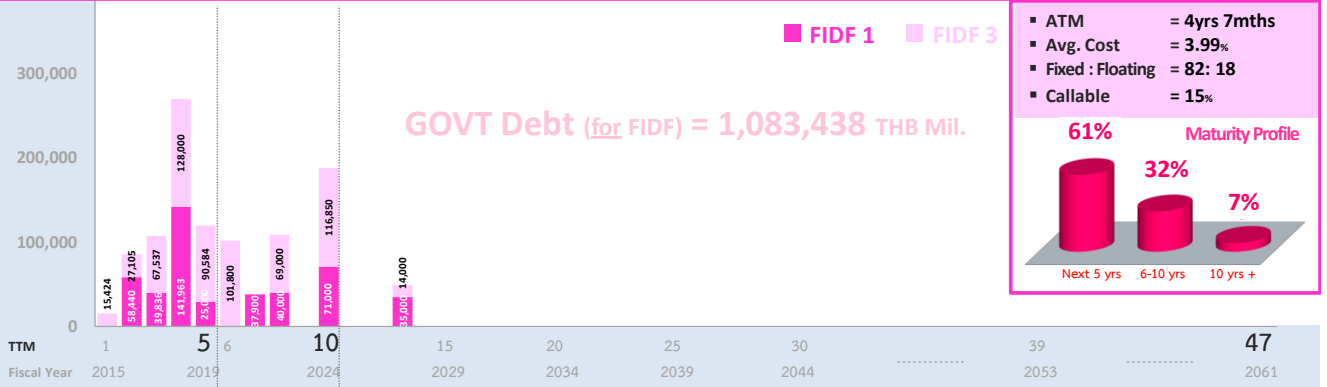 FIDF 1 FIDF 3
GOVT Debt (for FIDF) = 1,083,438 THB Mil.
▪ ATM = 4yrs 7mths
▪ Avg. Cost = 3.99%
▪ Fixed : Floating = 82: 18
▪ Callable = 15%
Maturity Profile
61%
32%
7%
Next 5 yrs 6-10 yrs 10 yrs +
300,000
200,000
100,000
0
15,424
27,105
58,440
67,537
39,836
128,000
141,963
90,584
25,000
101,800
37,900
69,000
40,000
116,850
71,000
14,000
35,000
TTM 1 5 6 10 15 20 25 30 39 47
Fiscal Year 2015 2019 2024 2029 2034 2039 2044 2053 2061